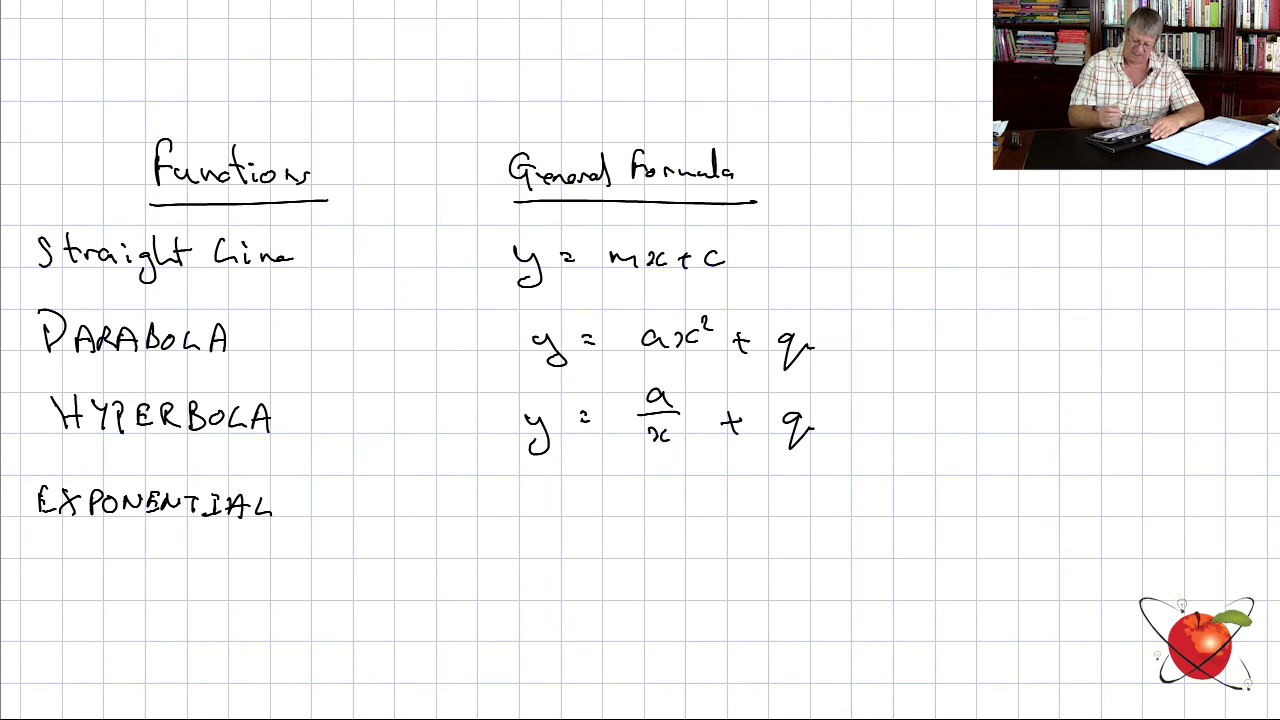 Functions General Formula
Straight Line y = mx + c
PARABOLA y = ax² + q
HYPERBOLA y = a/x + q
EXPONENTIAL